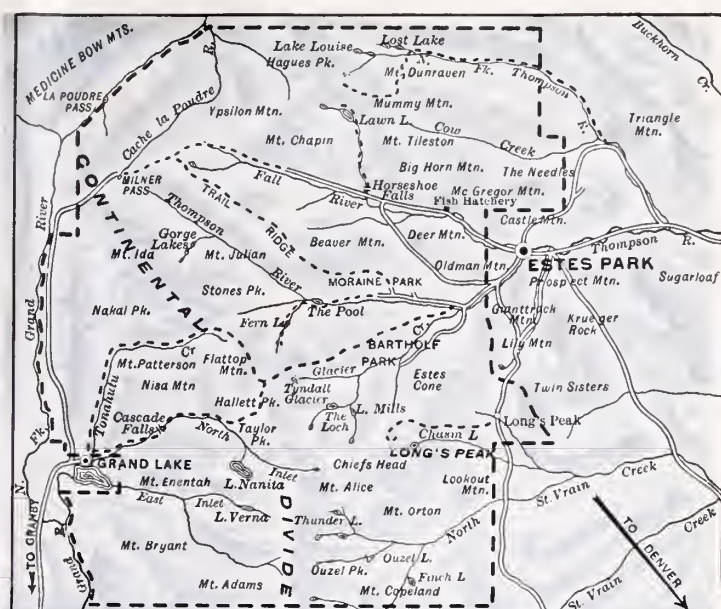 MEDICINE BOW MTS.
LA POUDRE
PASS
Cache la Poudre
R.
Lake Louise
Lost Lake
Hagues Pk.
Mt. Dunraven
N. Fk. Thompson R.
Buckhorn Cr.
Mummy Mtn.
Ypsilon Mtn.
Lawn L.
Mt. Chapin
Mt. Tileston
Cow Creek
Triangle
Mtn.
Big Horn Mtn.
The Needles
Horseshoe
Falls
Mc Gregor Mtn.
Fish Hatchery
Castle Mtn.
MILNER
PASS
Fall River
TRAIL RIDGE
Thompson River
Gorge
Lakes
Mt. Ida
Mt. Julian
Beaver Mtn.
Deer Mtn.
Oldman Mtn.
ESTES PARK
Thompson R.
Prospect Mtn.
Sugarloaf
Stones Pk.
MORAINE PARK
Nakai Pk.
CONTINENTAL
Fern L.
The Pool
Gianttrack
Mtn.
Krueger
Rock
Lily Mtn
Grand River
BARTHOLF
PARK
Cr.
Glacier
Mt. Patterson
Flattop
Mtn.
Nisa Mtn
Tonahutu Cr
Hallett Pk.
Tyndall
Glacier
Estes
Cone
Twin Sisters
The
Loch
L. Mills
Cascade
Falls
North Inlet
Taylor
Pk.
Long's Peak
Chasm L
LONG'S PEAK
N. Fk.
GRAND LAKE
Chiefs Head
Mt. Enentah
L. Nanita
Mt. Alice
Lookout
Mtn.
St. Vrain Creek
East Inlet
L. Verna
Mt. Orton
North
Thunder L.
TO GRANBY
Grand R.
Mt. Bryant
DIVIDE
Ouzel L.
Ouzel Pk.
TO DENVER
Mt. Adams
Finch L
Mt. Copeland
St. Vrain Creek